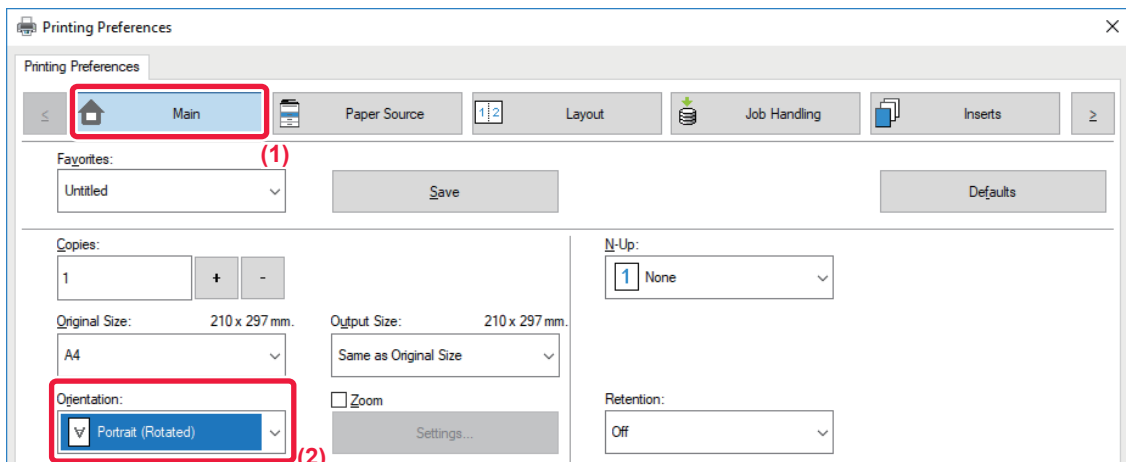 Printing Preferences
Printing Preferences
≤ Main Paper Source 1 2 Layout Job Handling Inserts ≥
(1)
Favorites:
Untitled Save Defaults
Copies: N-Up:
1 + - 1 None
Original Size: 210 x 297 mm. Output Size: 210 x 297 mm.
A4 Same as Original Size
Orientation: Zoom Retention:
A Portrait (Rotated) Settings... Off
(2)